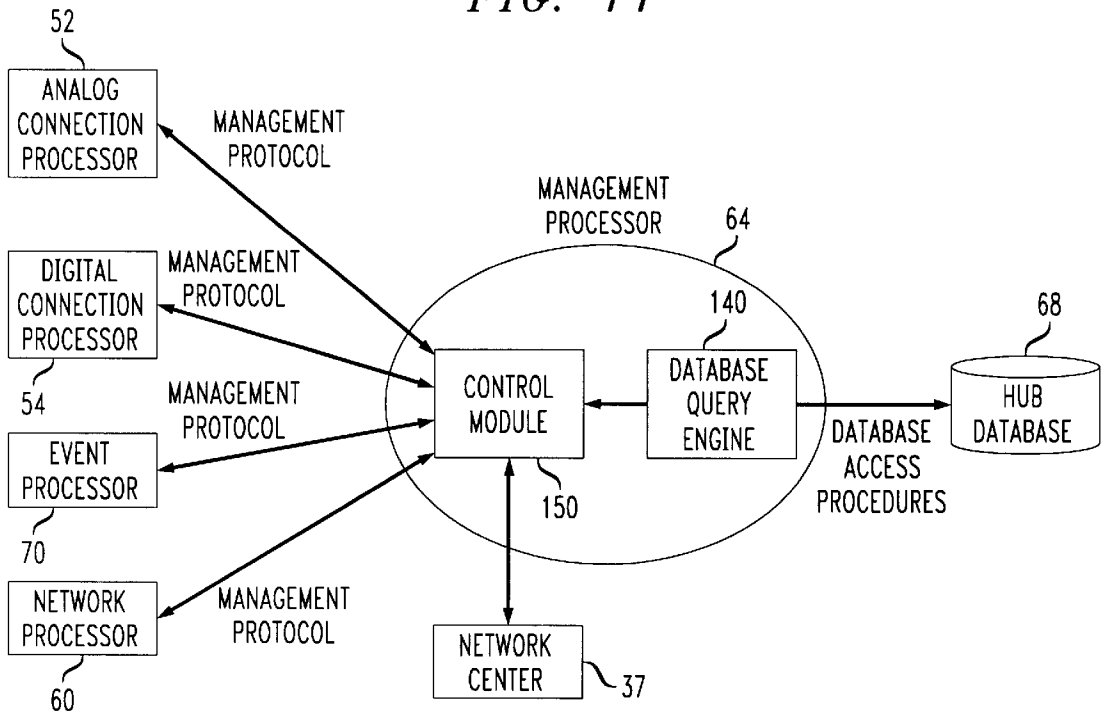 52
ANALOG
CONNECTION
PROCESSOR
MANAGEMENT
PROTOCOL
MANAGEMENT
PROCESSOR
64
DIGITAL
CONNECTION
PROCESSOR
54
MANAGEMENT
PROTOCOL
140
68
CONTROL
MODULE
150
DATABASE
QUERY
ENGINE
HUB
DATABASE
DATABASE
ACCESS
PROCEDURES
MANAGEMENT
PROTOCOL
EVENT
PROCESSOR
70
NETWORK
PROCESSOR
60
MANAGEMENT
PROTOCOL
NETWORK
CENTER
37